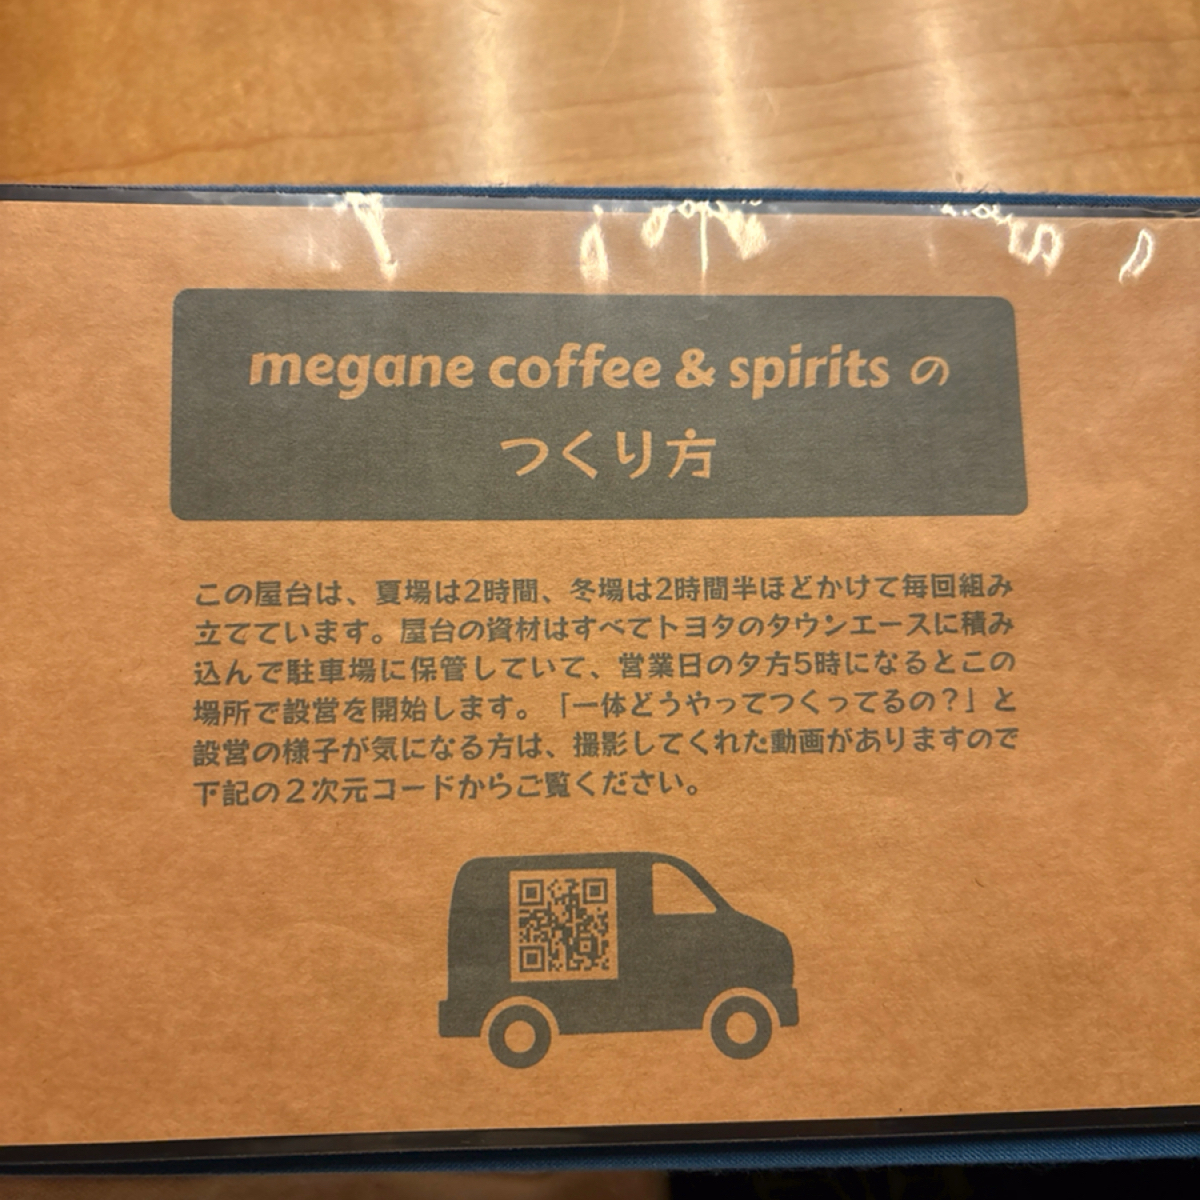 megane coffee & spirits の
つくり方
この屋台は、夏場は2時間、冬場は2時間半ほどかけて毎回組み
立てています。屋台の資材はすべてトヨタのタウンエースに積み
込んで駐車場に保管していて、営業日の夕方5時になるとこの
場所で設営を開始します。「一体どうやってつくってるの？」と
設営の様子が気になる方は、撮影してくれた動画がありますので
下記の２次元コードからご覧ください。